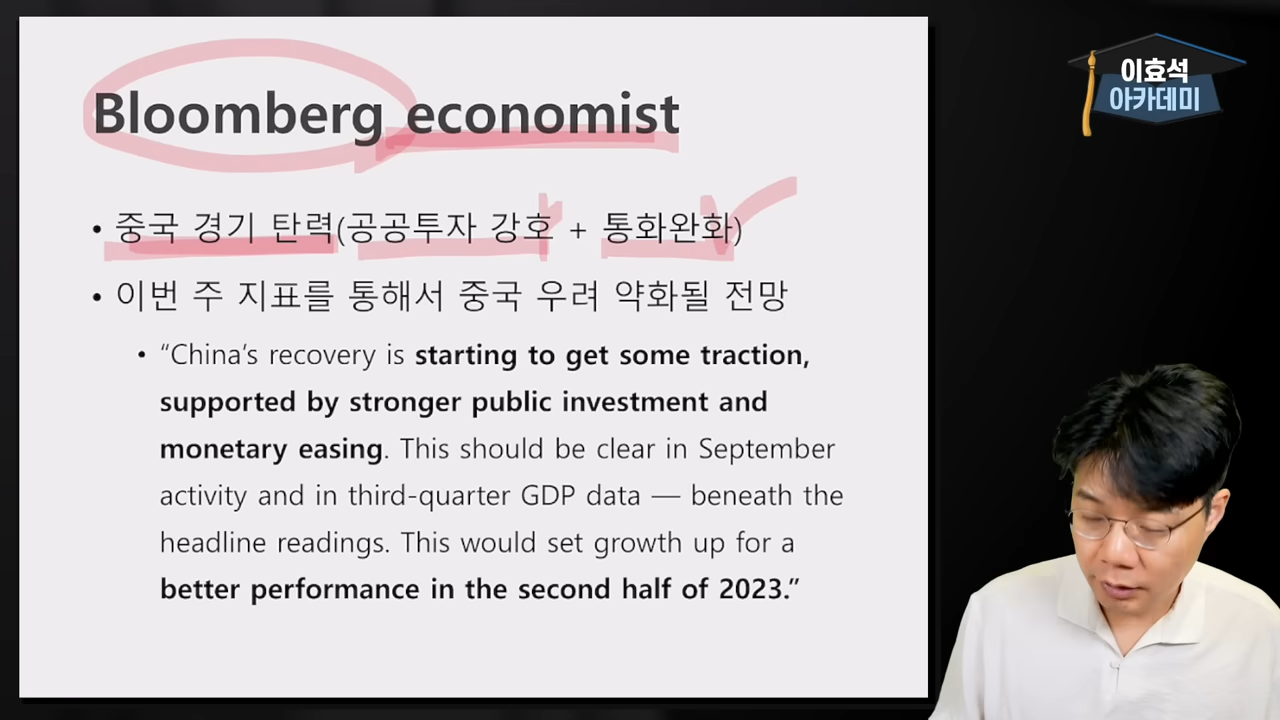 Bloomberg economist
• 중국 경기 탄력(공공투자 강호 + 통화완화)
• 이번 주 지표를 통해서 중국 우려 약화될 전망
• “China’s recovery is starting to get some traction,
supported by stronger public investment and
monetary easing. This should be clear in September
activity and in third-quarter GDP data — beneath the
headline readings. This would set growth up for a
better performance in the second half of 2023.”
이효석
아카데미